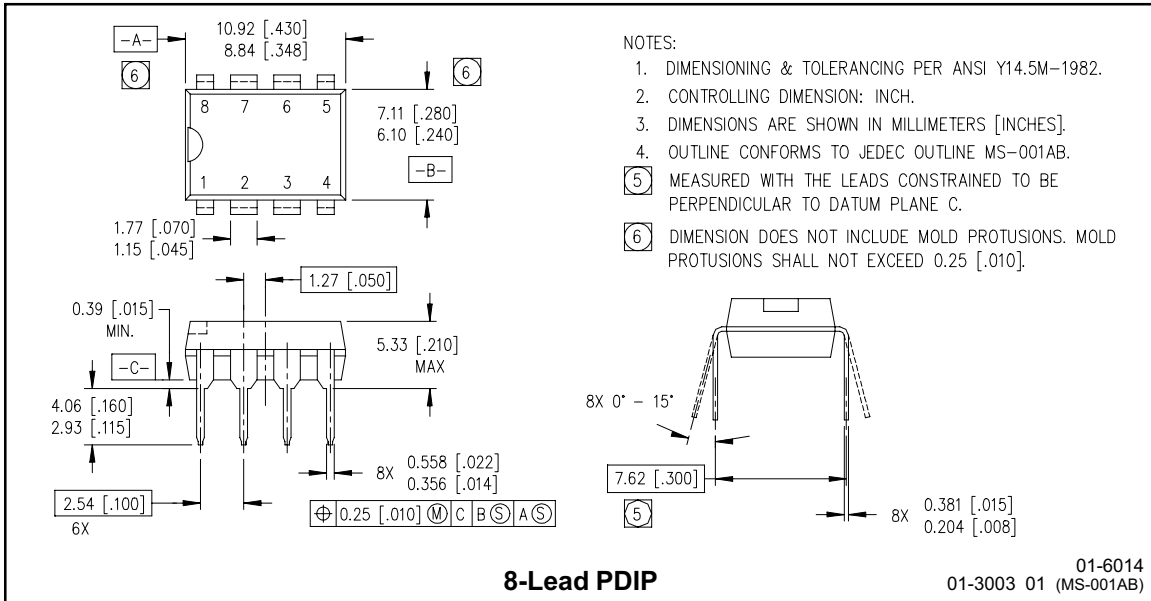 -A-
10.92 [.430]
8.84 [.348]
6
6
8 7 6 5
1 2 3 4
7.11 [.280]
6.10 [.240]
-B-
1.77 [.070]
1.15 [.045]
1.27 [.050]
0.39 [.015]
MIN.
-C-
5.33 [.210]
MAX
4.06 [.160]
2.93 [.115]
8X 0.558 [.022]
0.356 [.014]
2.54 [.100]
6X
⌖ 0.25 [.010] Ⓜ C B Ⓢ A Ⓢ
NOTES:
1. DIMENSIONING & TOLERANCING PER ANSI Y14.5M-1982.
2. CONTROLLING DIMENSION: INCH.
3. DIMENSIONS ARE SHOWN IN MILLIMETERS [INCHES].
4. OUTLINE CONFORMS TO JEDEC OUTLINE MS-001AB.
5 MEASURED WITH THE LEADS CONSTRAINED TO BE
PERPENDICULAR TO DATUM PLANE C.
6 DIMENSION DOES NOT INCLUDE MOLD PROTUSIONS. MOLD
PROTUSIONS SHALL NOT EXCEED 0.25 [.010].
8X 0° - 15°
7.62 [.300]
5
8X 0.381 [.015]
0.204 [.008]
8-Lead PDIP
01-6014
01-3003 01 (MS-001AB)